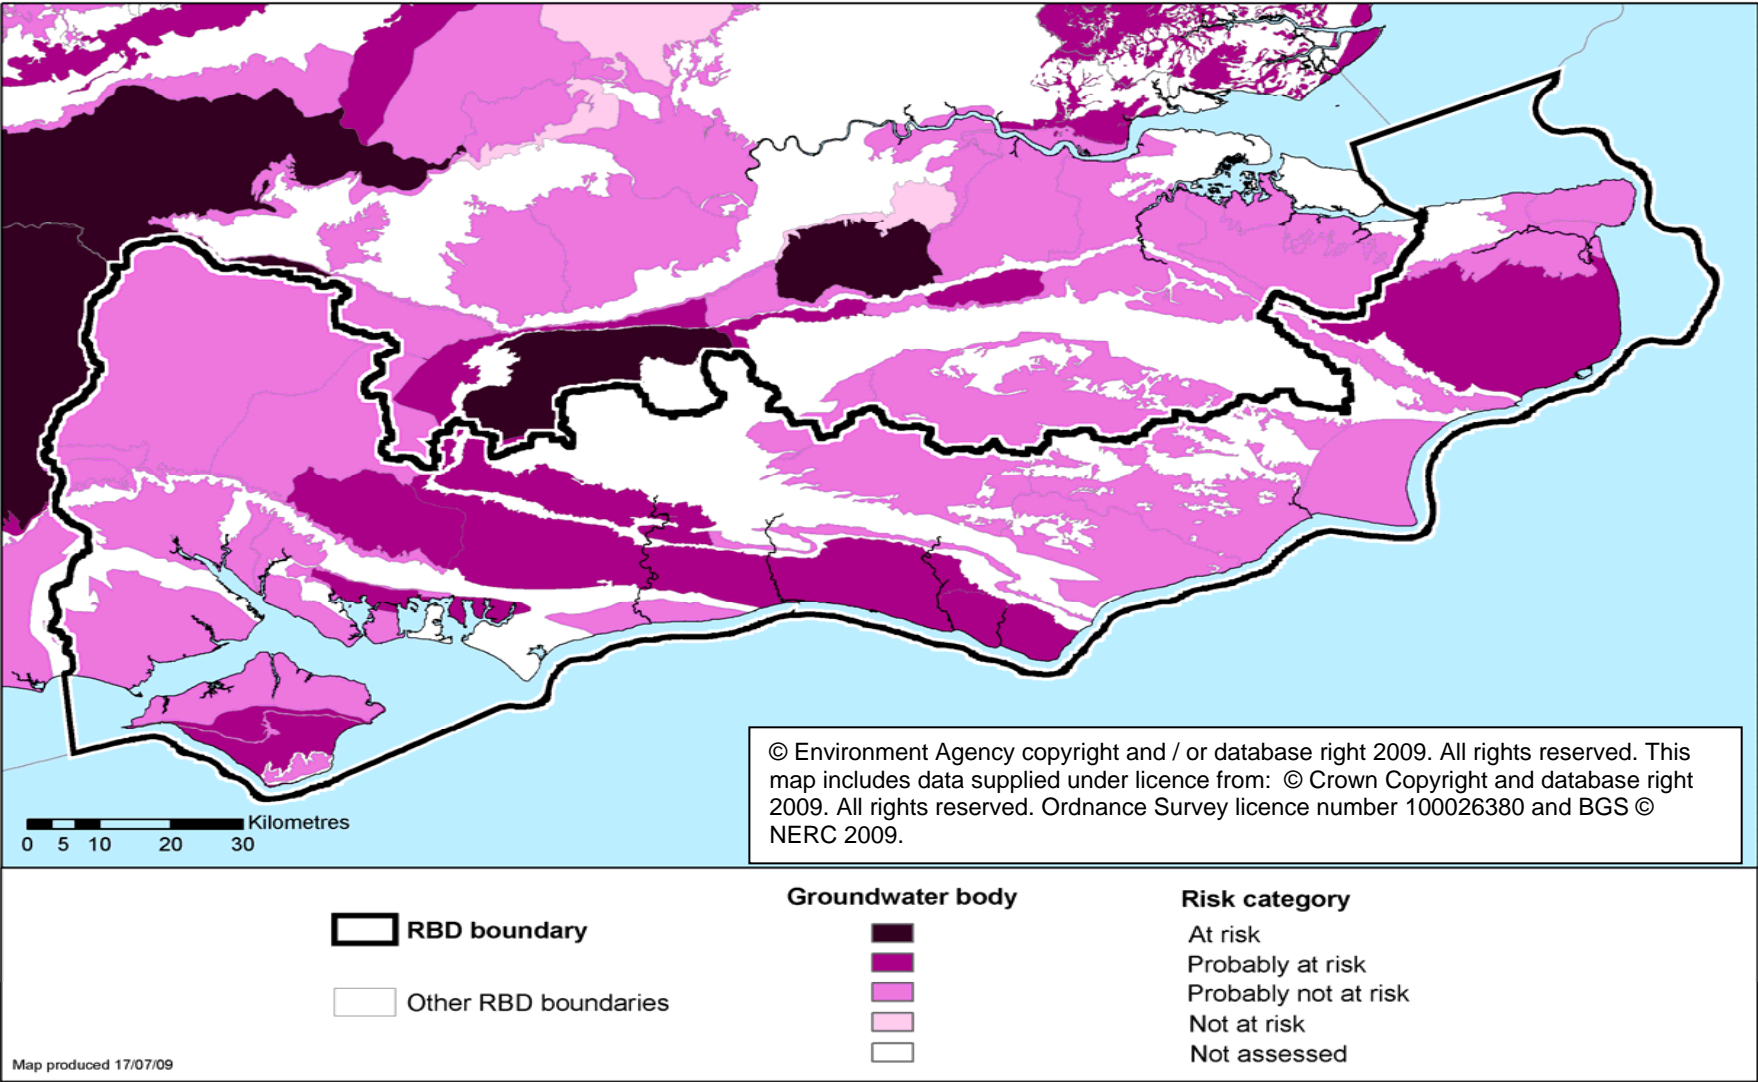 © Environment Agency copyright and / or database right 2009. All rights reserved. This
map includes data supplied under licence from:  © Crown Copyright and database right
2009. All rights reserved. Ordnance Survey licence number 100026380 and BGS ©
NERC 2009.
Kilometres
0 5 10 20 30
RBD boundary
Other RBD boundaries
Groundwater body
Risk category
At risk
Probably at risk
Probably not at risk
Not at risk
Not assessed
Map produced 17/07/09